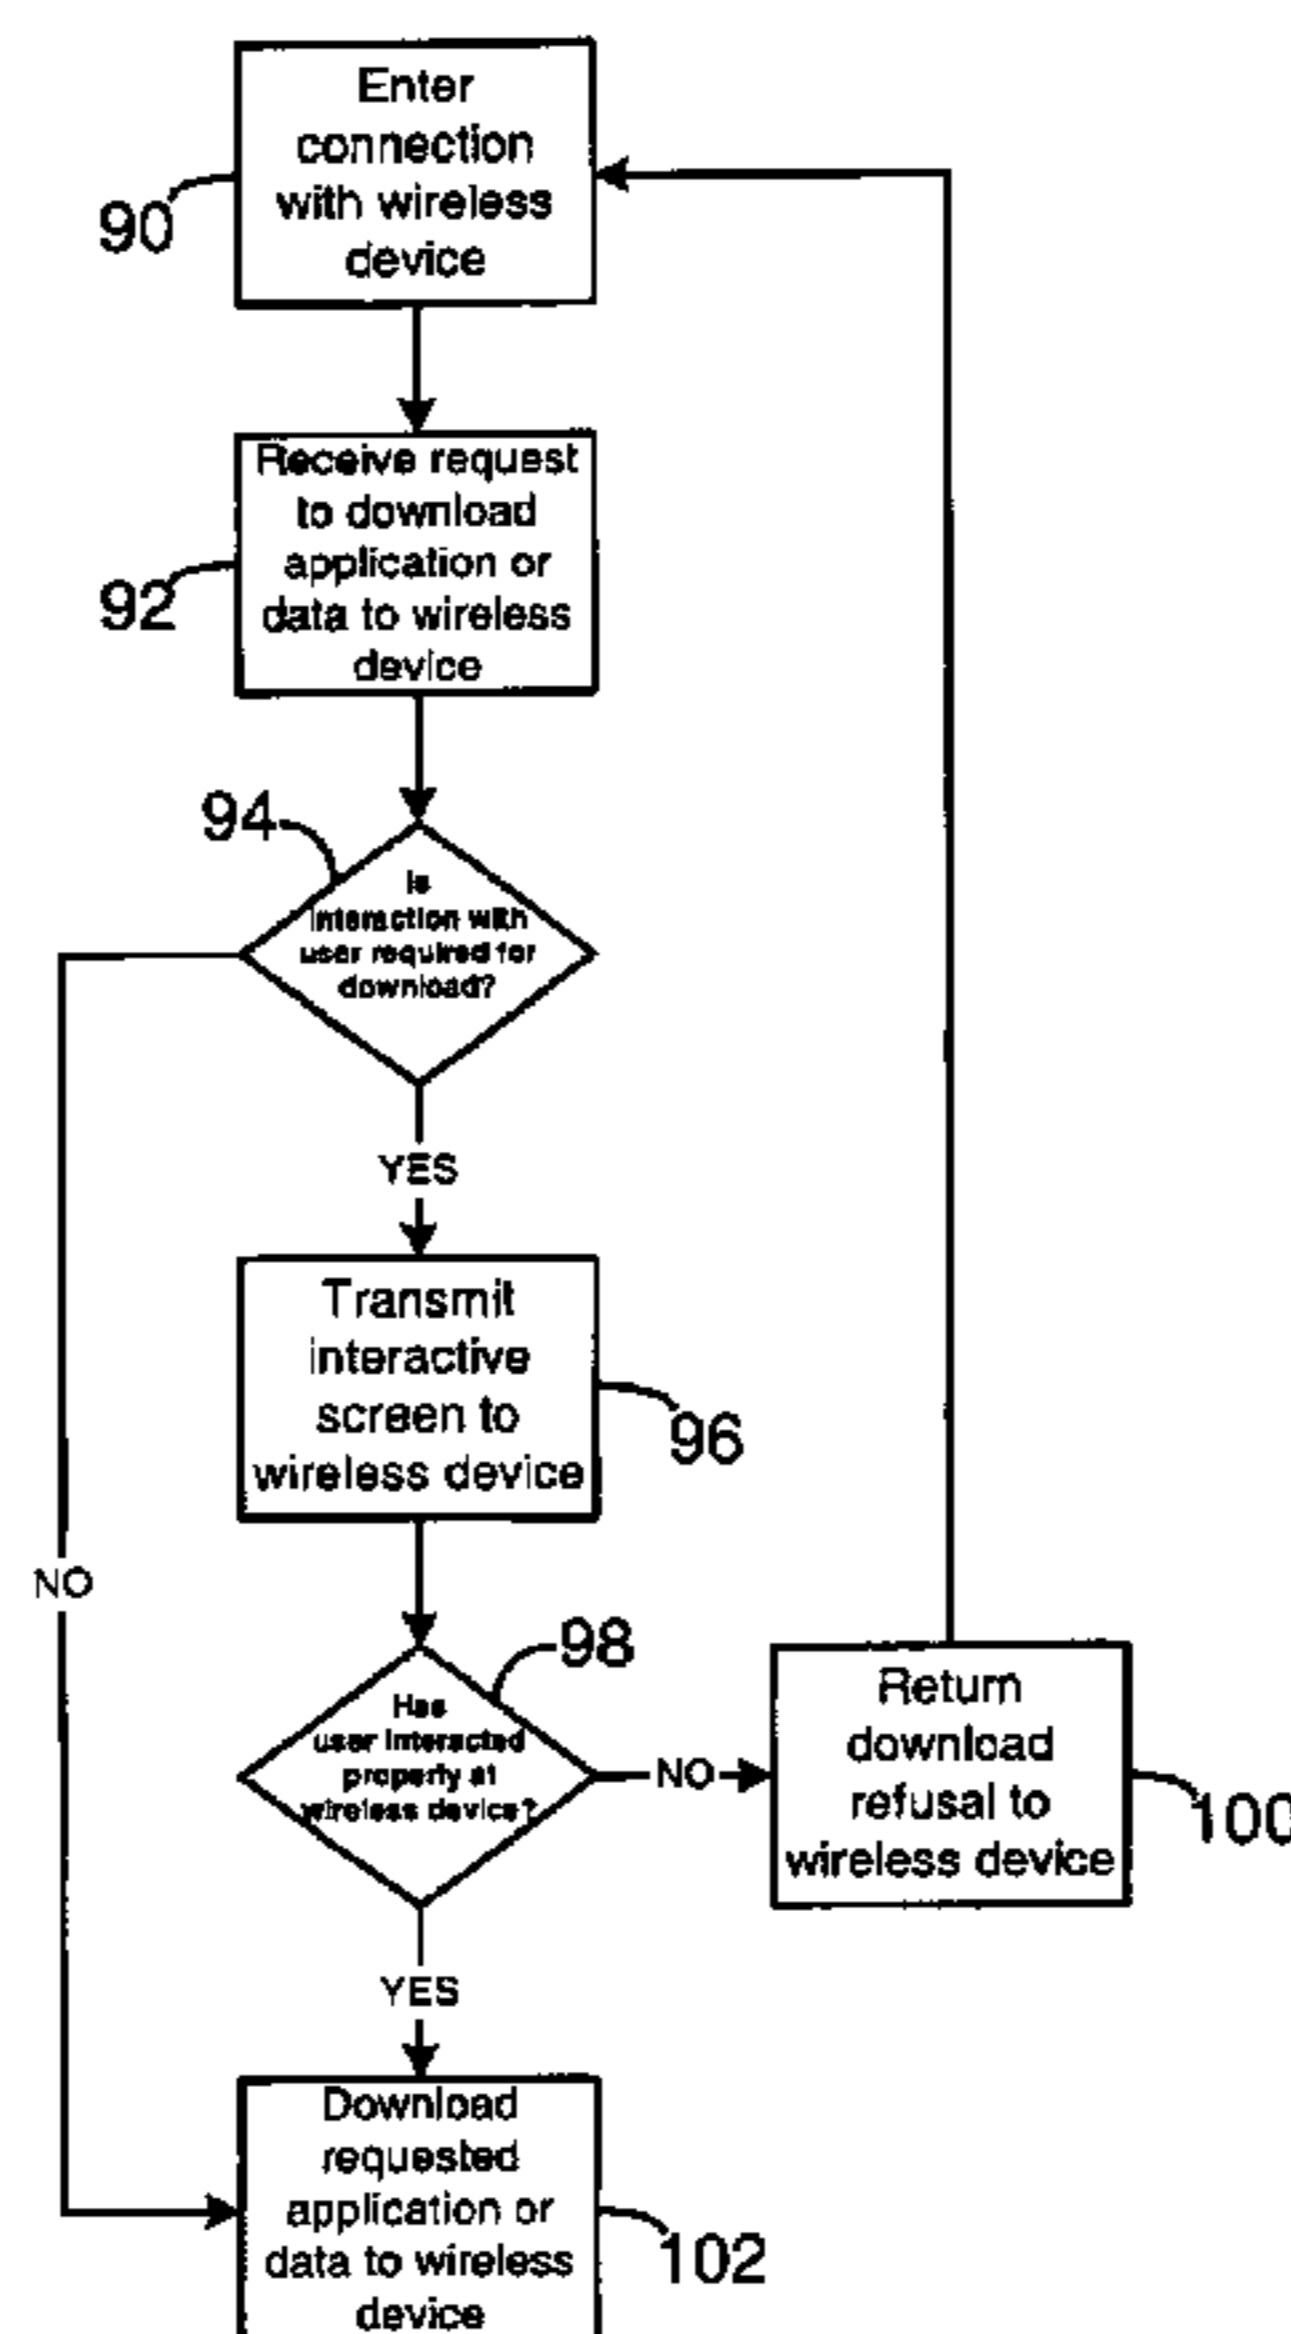 Enter
connection
with wireless
device
90
Receive request
to download
application or
data to wireless
device
92
94
Is
interaction with
user required for
download?
YES
Transmit
interactive
screen to
wireless device
96
NO
98
Has
user interacted
properly at
wireless device?
NO
Return
download
refusal to
wireless device
100
YES
Download
requested
application or
data to wireless
device
102